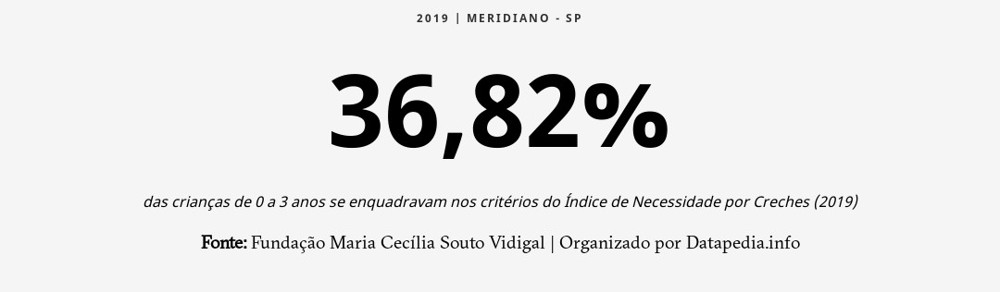 2019 | MERIDIANO - SP
36,82%
das crianças de 0 a 3 anos se enquadravam nos critérios do Índice de Necessidade por Creches (2019)
Fonte: Fundação Maria Cecília Souto Vidigal | Organizado por Datapedia.info